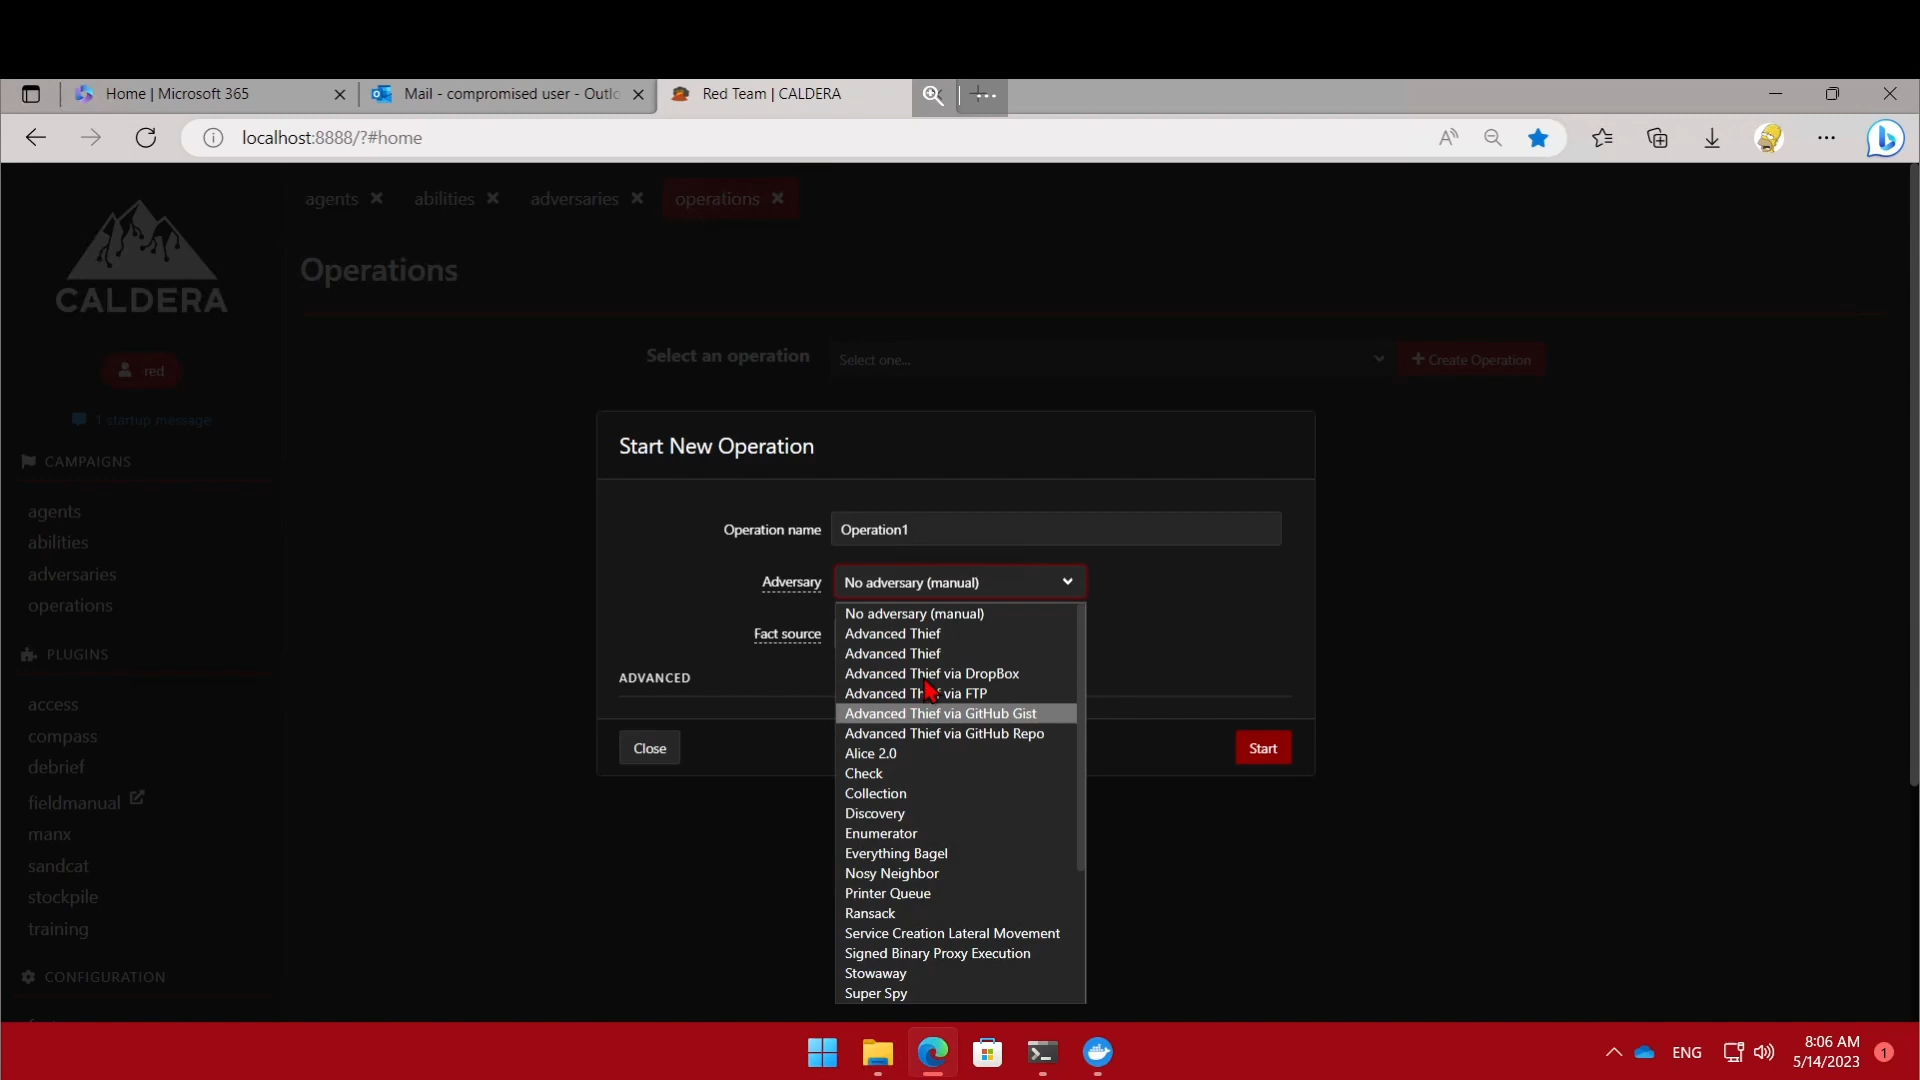 Home | Microsoft 365
Mail - compromised user - Outlo
Red Team | CALDERA
localhost:8888/?#home
agents
abilities
adversaries
operations
CALDERA
Operations
Select an operation
Select one...
Create Operation
red
1 startup message
CAMPAIGNS
agents
abilities
adversaries
operations
PLUGINS
access
compass
debrief
fieldmanual
manx
sandcat
stockpile
training
CONFIGURATION
Start New Operation
Operation name
Operation1
Adversary
No adversary (manual)
Fact source
ADVANCED
Close
Start
No adversary (manual)
Advanced Thief
Advanced Thief
Advanced Thief via DropBox
Advanced Thief via FTP
Advanced Thief via GitHub Gist
Advanced Thief via GitHub Repo
Alice 2.0
Check
Collection
Discovery
Enumerator
Everything Bagel
Nosy Neighbor
Printer Queue
Ransack
Service Creation Lateral Movement
Signed Binary Proxy Execution
Stowaway
Super Spy
ENG
8:06 AM
5/14/2023
1